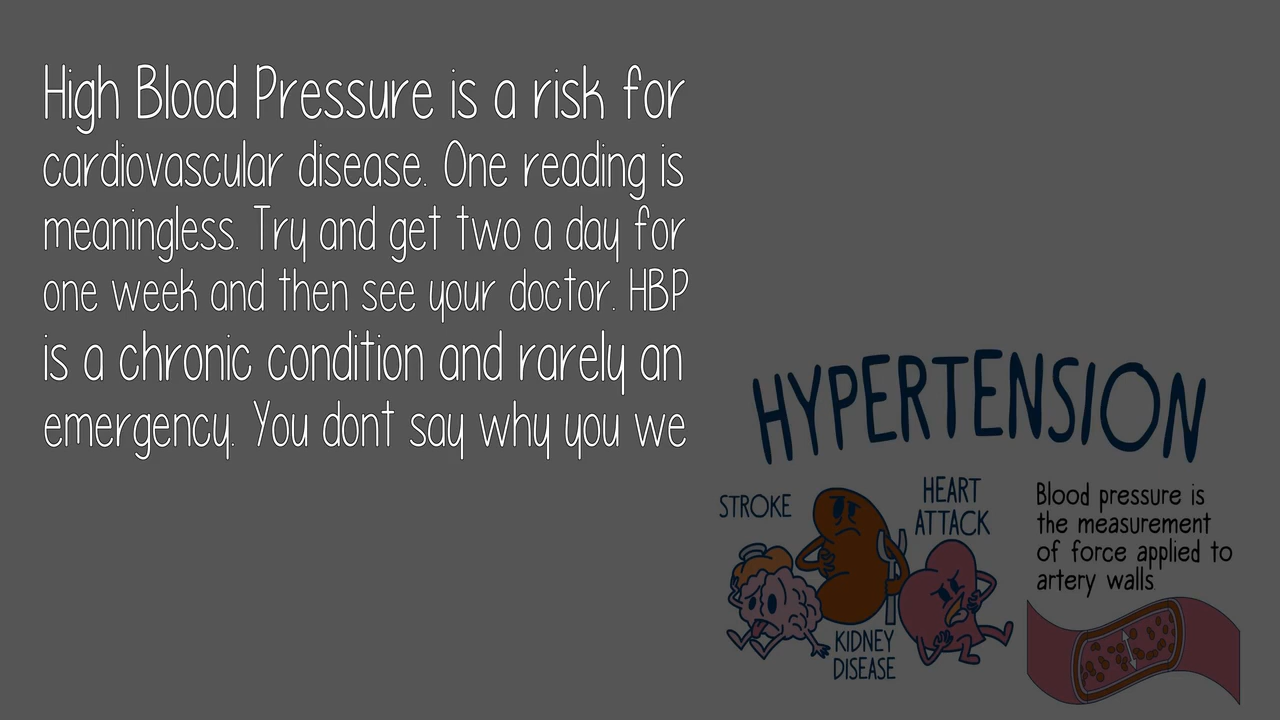 High Blood Pressure is a risk for
cardiovascular disease. One reading is
meaningless. Try and get two a day for
one week and then see your doctor. HBP
is a chronic condition and rarely an
emergency. You dont say why you we
HYPERTENSION
STROKE
HEART
ATTACK
KIDNEY
DISEASE
Blood pressure is
the measurement
of force applied to
artery walls